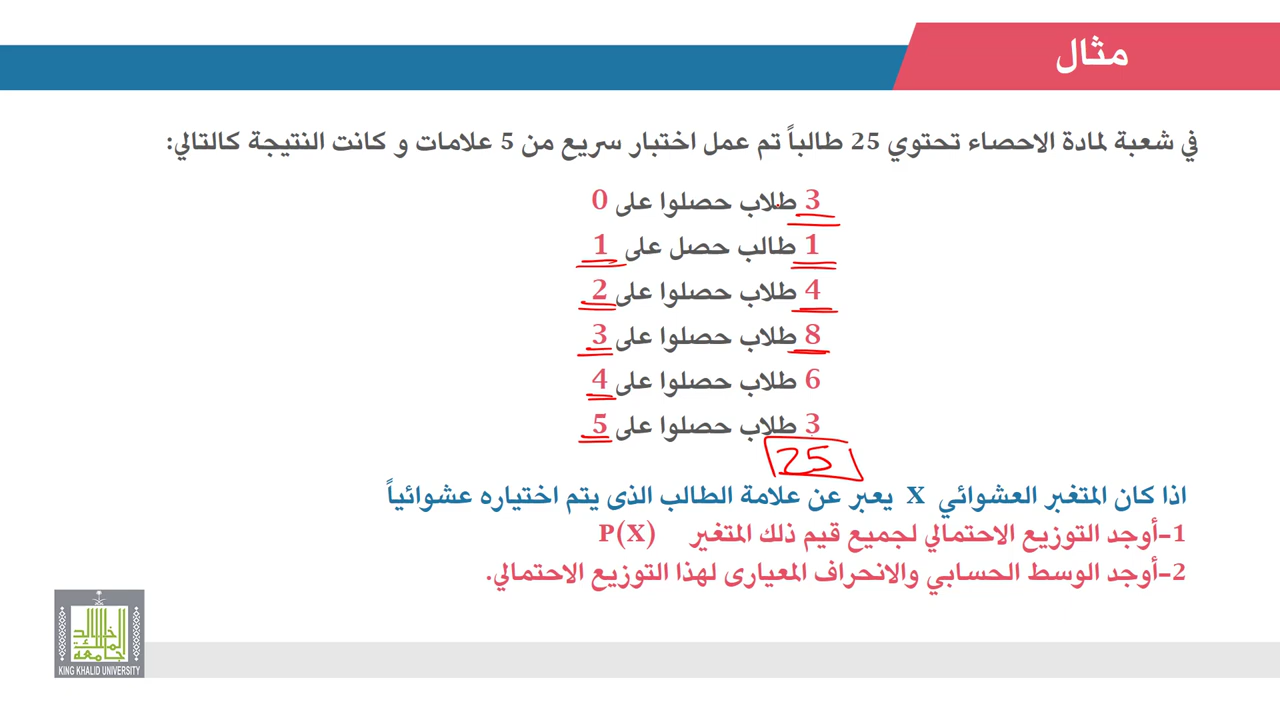 مثال
في شعبة لمادة الاحصاء تحتوي 25 طالباً تم عمل اختبار سريع من 5 علامات و كانت النتيجة كالتالي:
3 طلاب حصلوا على 0
1 طالب حصل على 1
4 طلاب حصلوا على 2
8 طلاب حصلوا على 3
6 طلاب حصلوا على 4
3 طلاب حصلوا على 5
25
اذا كان المتغبر العشوائي X يعبر عن علامة الطالب الذى يتم اختياره عشوائياً
1-أوجد التوزيع الاحتمالي لجميع قيم ذلك المتغير P(X)
2-أوجد الوسط الحسابي والانحراف المعيارى لهذا التوزيع الاحتمالي.
جامعة الملك خالد
KING KHALID UNIVERSITY